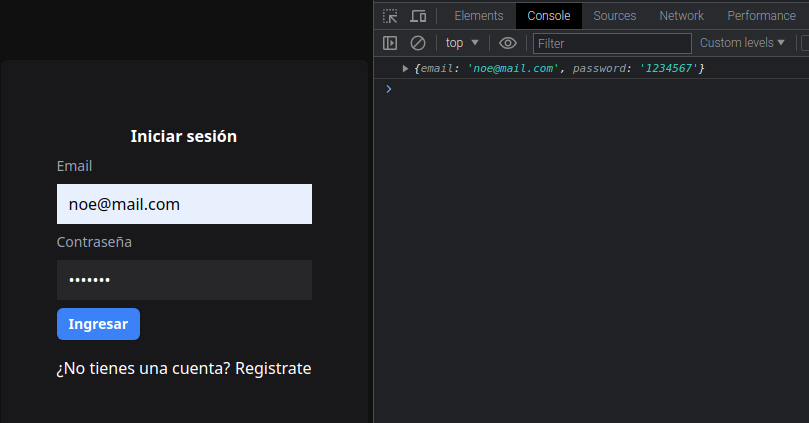 Iniciar sesión
Email
noe@mail.com
Contraseña
•••••••
Ingresar
¿No tienes una cuenta? Registrate
Elements Console Sources Network Performance
top Filter Custom levels
{email: 'noe@mail.com', password: '1234567'}